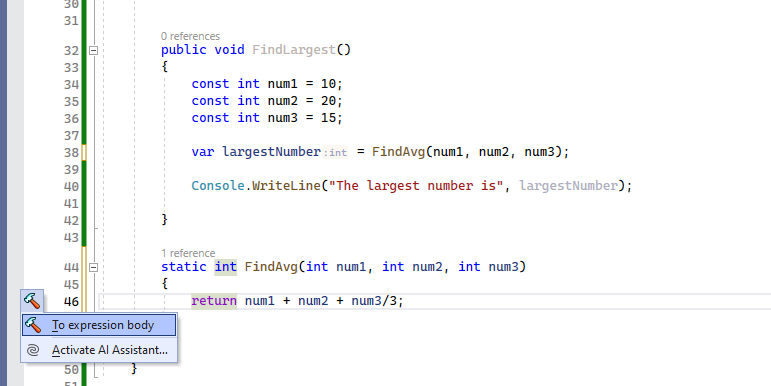 30
31
0 references
32 public void FindLargest()
33 {
34 const int num1 = 10;
35 const int num2 = 20;
36 const int num3 = 15;
37
38 var largestNumber:int = FindAvg(num1, num2, num3);
39
40 Console.WriteLine("The largest number is", largestNumber);
41
42 }
43
1 reference
44 static int FindAvg(int num1, int num2, int num3)
45 {
46 return num1 + num2 + num3/3;
To expression body
Activate AI Assistant...
50 }
51